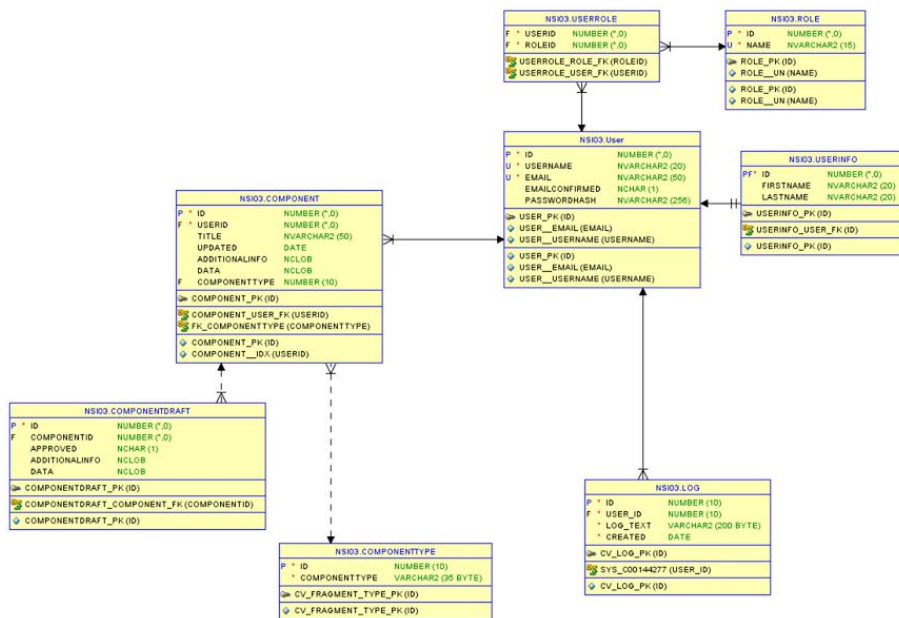 NSI03.USERROLE
F * USERID NUMBER (*,0)
F * ROLEID NUMBER (*,0)
USERROLE_ROLE_FK (ROLEID)
USERROLE_USER_FK (USERID)
NSI03.ROLE
P * ID NUMBER (*,0)
U * NAME NVARCHAR2 (15)
ROLE_PK (ID)
ROLE__UN (NAME)
ROLE_PK (ID)
ROLE__UN (NAME)
NSI03.User
P * ID NUMBER (*,0)
U * USERNAME NVARCHAR2 (20)
U * EMAIL NVARCHAR2 (50)
EMAILCONFIRMED NCHAR (1)
PASSWORDHASH NVARCHAR2 (256)
USER_PK (ID)
USER__EMAIL (EMAIL)
USER__USERNAME (USERNAME)
USER_PK (ID)
USER__EMAIL (EMAIL)
USER__USERNAME (USERNAME)
NSI03.USERINFO
PF* ID NUMBER (*,0)
FIRSTNAME NVARCHAR2 (20)
LASTNAME NVARCHAR2 (20)
USERINFO_PK (ID)
USERINFO_USER_FK (ID)
USERINFO_PK (ID)
NSI03.COMPONENT
P * ID NUMBER (*,0)
F * USERID NUMBER (*,0)
TITLE NVARCHAR2 (50)
UPDATED DATE
ADDITIONALINFO NCLOB
DATA NCLOB
F COMPONENTTYPE NUMBER (10)
COMPONENT_PK (ID)
COMPONENT_USER_FK (USERID)
FK_COMPONENTTYPE (COMPONENTTYPE)
COMPONENT_PK (ID)
COMPONENT__IDX (USERID)
NSI03.COMPONENTDRAFT
P * ID NUMBER (*,0)
F COMPONENTID NUMBER (*,0)
APPROVED NCHAR (1)
ADDITIONALINFO NCLOB
DATA NCLOB
COMPONENTDRAFT_PK (ID)
COMPONENTDRAFT_COMPONENT_FK (COMPONENTID)
COMPONENTDRAFT_PK (ID)
NSI03.LOG
P * ID NUMBER (10)
F * USER_ID NUMBER (10)
* LOG_TEXT VARCHAR2 (200 BYTE)
* CREATED DATE
CV_LOG_PK (ID)
SYS_C00144277 (USER_ID)
CV_LOG_PK (ID)
NSI03.COMPONENTTYPE
P * ID NUMBER (10)
* COMPONENTTYPE VARCHAR2 (35 BYTE)
CV_FRAGMENT_TYPE_PK (ID)
CV_FRAGMENT_TYPE_PK (ID)